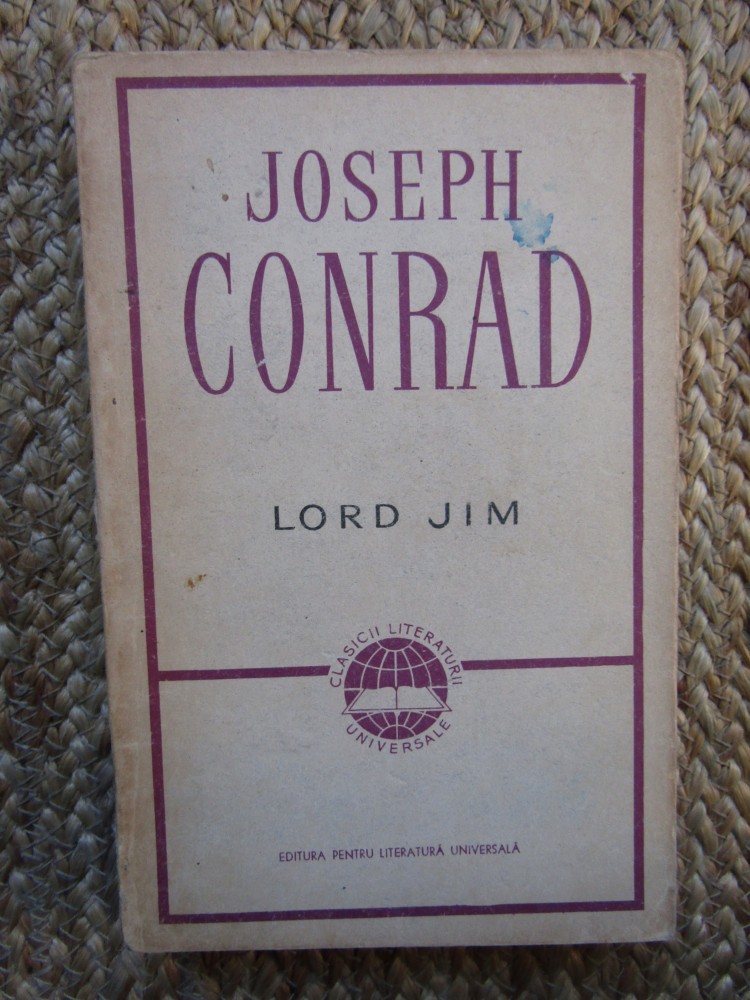 JOSEPH
CONRAD
LORD JIM
CLASICII LITERATURII
UNIVERSALE
EDITURA PENTRU LITERATURĂ UNIVERSALĂ